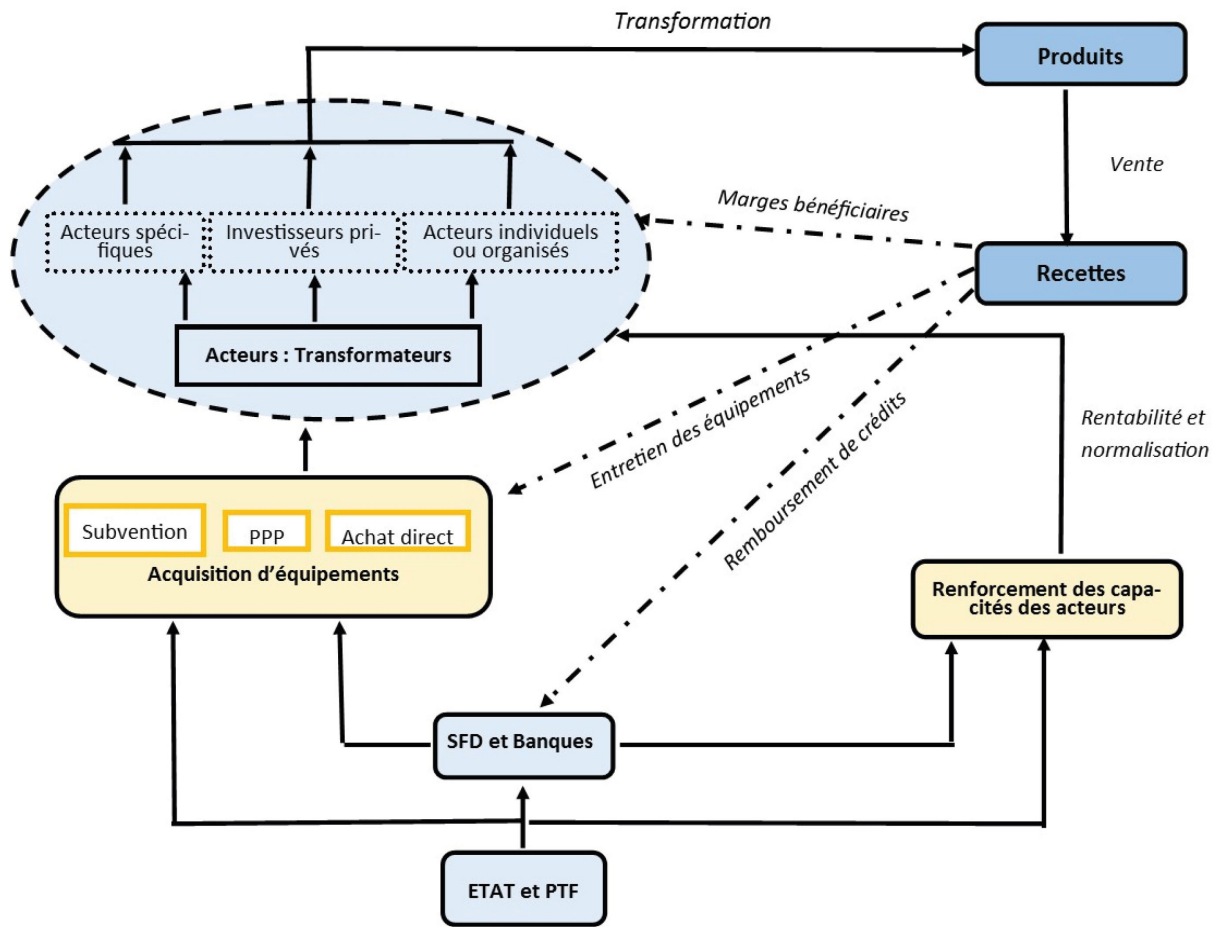 Transformation
Produits
Vente
Marges bénéficiaires
Acteurs spéci-
fiques
Investisseurs pri-
vés
Acteurs individuels
ou organisés
Recettes
Acteurs : Transformateurs
Entretien des équipements
Remboursement de crédits
Rentabilité et
normalisation
Subvention
PPP
Achat direct
Acquisition d’équipements
Renforcement des capa-
cités des acteurs
SFD et Banques
ETAT et PTF